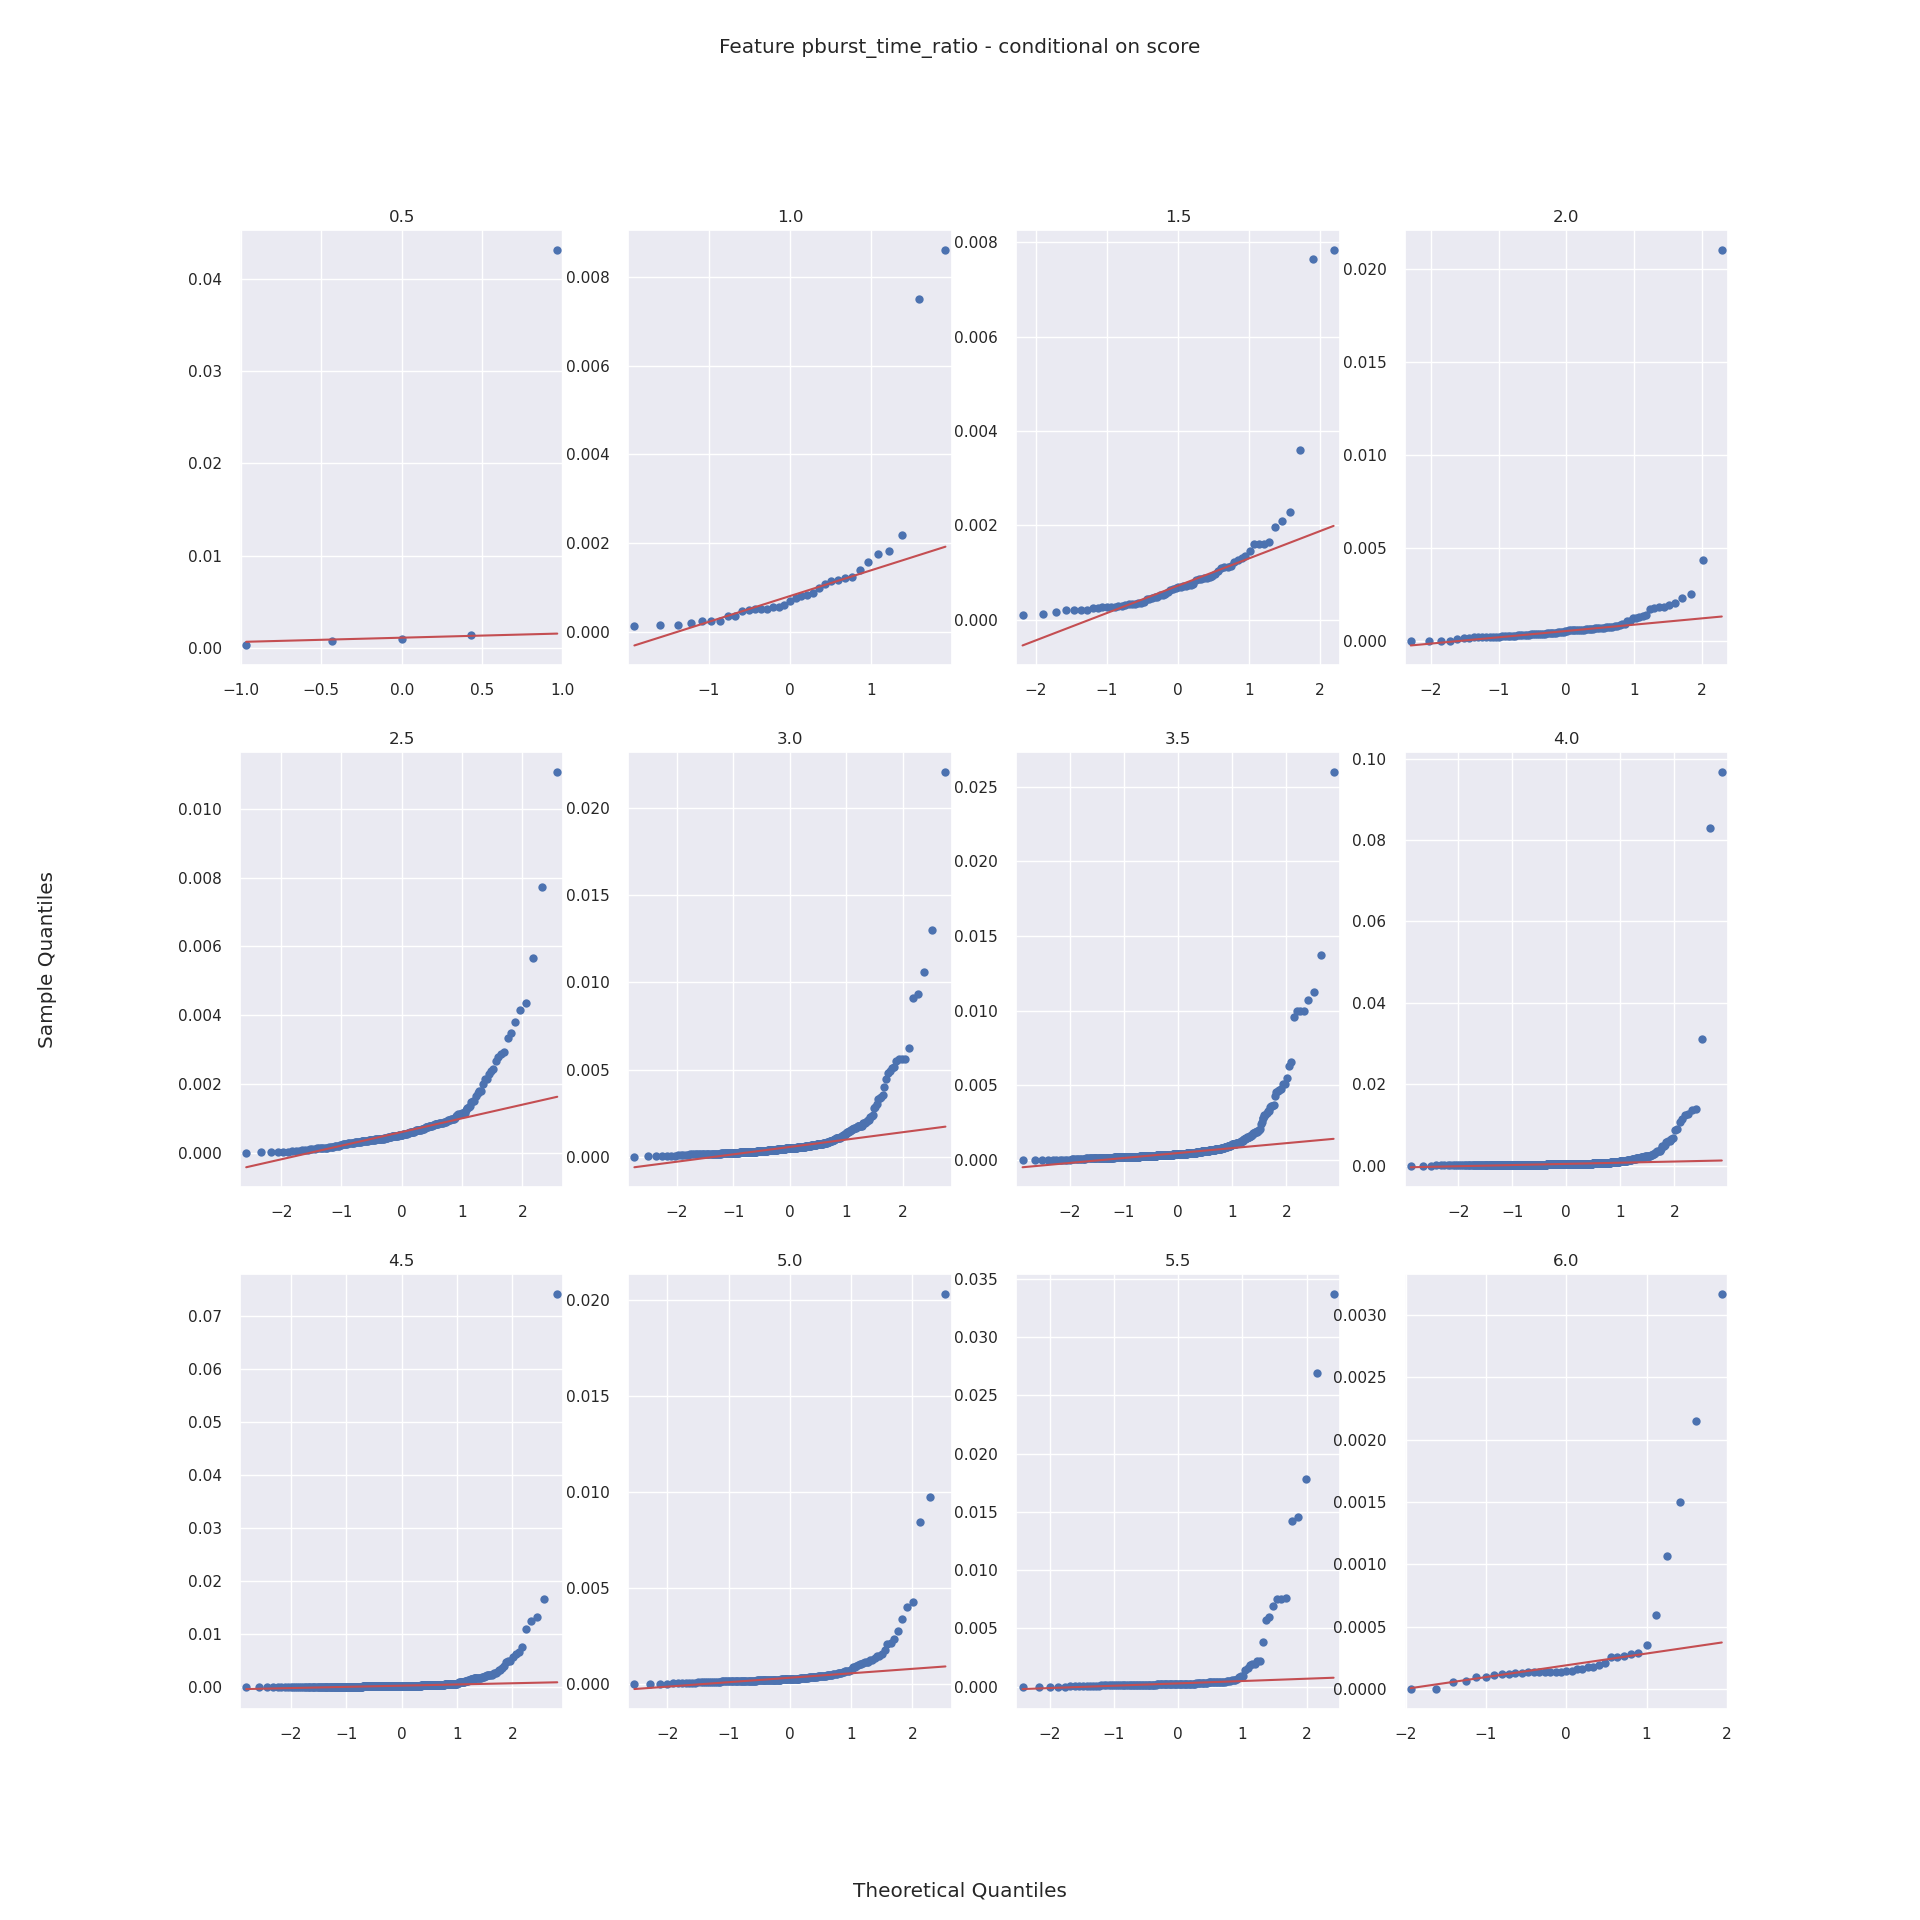 Feature pburst_time_ratio - conditional on score
0.5 1.0 1.5 2.0
0.04 0.03 0.02 0.01 0.00
−1.0 −0.5 0.0 0.5 1.0
0.008 0.006 0.004 0.002 0.000
−1 0 1
0.008 0.006 0.004 0.002 0.000
−2 −1 0 1 2
0.020 0.015 0.010 0.005 0.000
−2 −1 0 1 2
2.5 3.0 3.5 4.0
0.010 0.008 0.006 0.004 0.002 0.000
−2 −1 0 1 2
0.020 0.015 0.010 0.005 0.000
−2 −1 0 1 2
0.025 0.020 0.015 0.010 0.005 0.000
−2 −1 0 1 2
0.10 0.08 0.06 0.04 0.02 0.00
−2 −1 0 1 2
4.5 5.0 5.5 6.0
0.07 0.06 0.05 0.04 0.03 0.02 0.01 0.00
−2 −1 0 1 2
0.020 0.015 0.010 0.005 0.000
−2 −1 0 1 2
0.035 0.030 0.025 0.020 0.015 0.010 0.005 0.000
−2 −1 0 1 2
0.0030 0.0025 0.0020 0.0015 0.0010 0.0005 0.0000
−2 −1 0 1 2
Sample Quantiles
Theoretical Quantiles